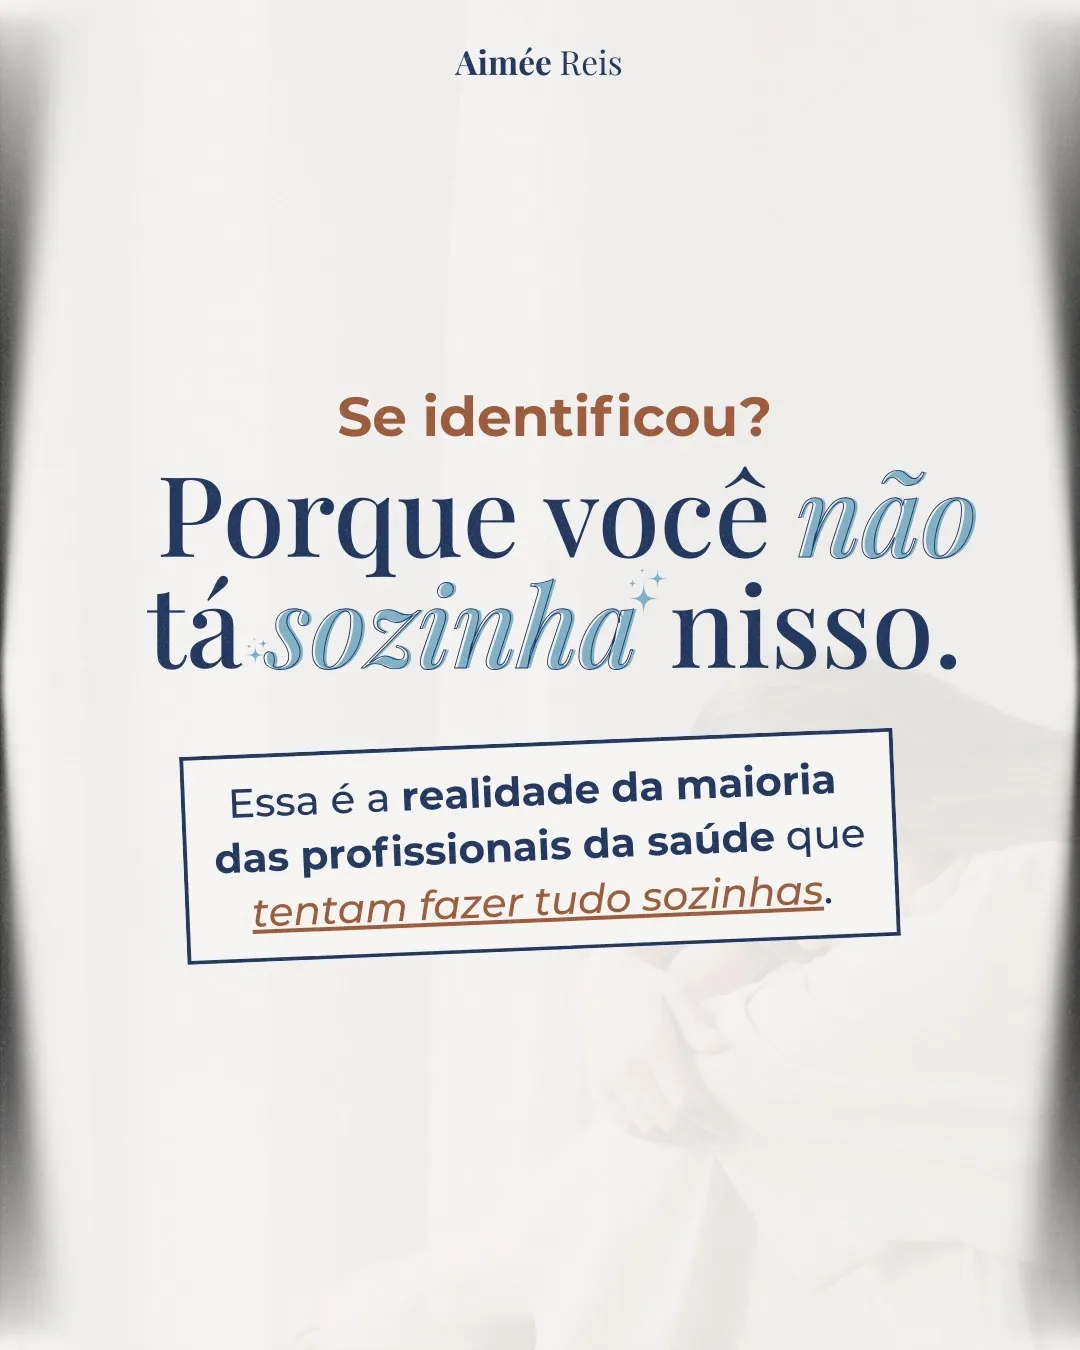 Aimée Reis
Se identificou?
Porque você não
tá sozinha nisso.
Essa é a realidade da maioria
das profissionais da saúde que
tentam fazer tudo sozinhas.